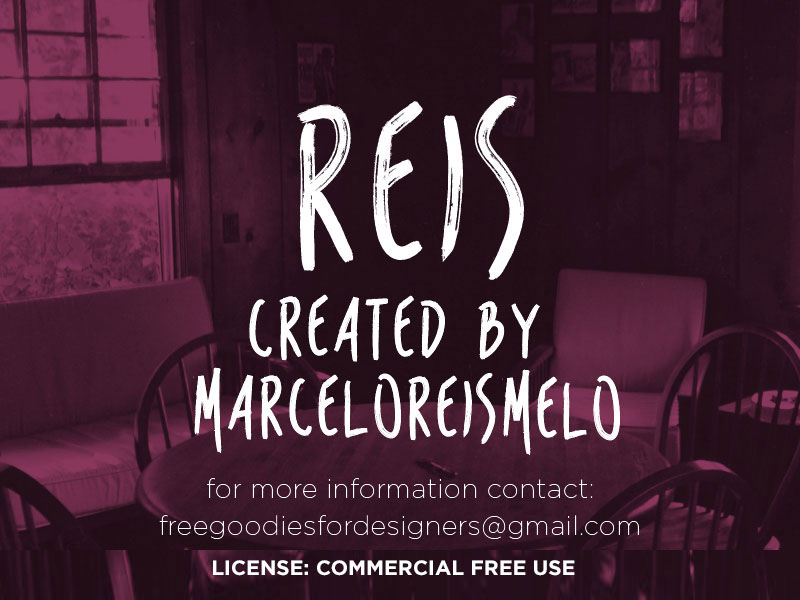 REIS
CREATED BY
MARCELOREISMELO
for more information contact:
freegoodiesfordesigners@gmail.com
LICENSE: COMMERCIAL FREE USE